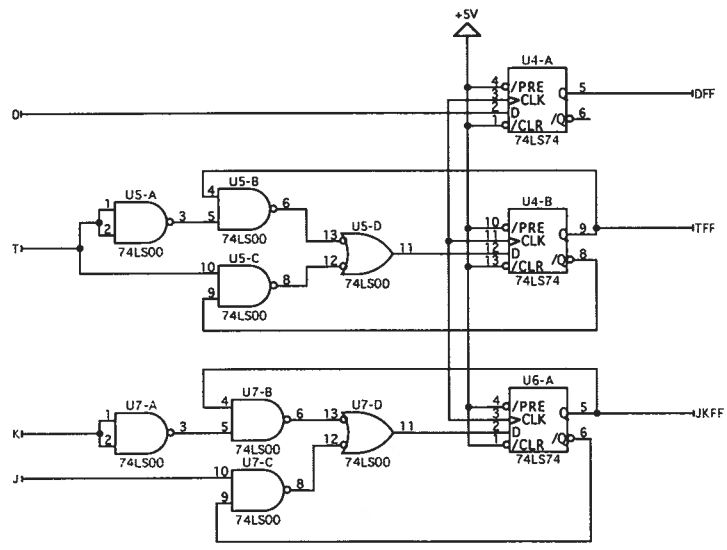 +5V
U4-A
4 /PRE
3 CLK
2 D
1 /CLR
Q 5
/Q 6
74LS74
DFF
D
U5-A
1
2
3
74LS00
U5-B
4
5
6
74LS00
U5-C
10
9
8
74LS00
U5-D
13
12
11
74LS00
U4-B
10 /PRE
11 CLK
12 D
13 /CLR
Q 9
/Q 8
74LS74
TFF
T
U7-A
1
2
3
74LS00
U7-B
4
5
6
74LS00
U7-C
10
9
8
74LS00
U7-D
13
12
11
74LS00
U6-A
4 /PRE
3 CLK
2 D
1 /CLR
Q 5
/Q 6
74LS74
JKFF
K
J